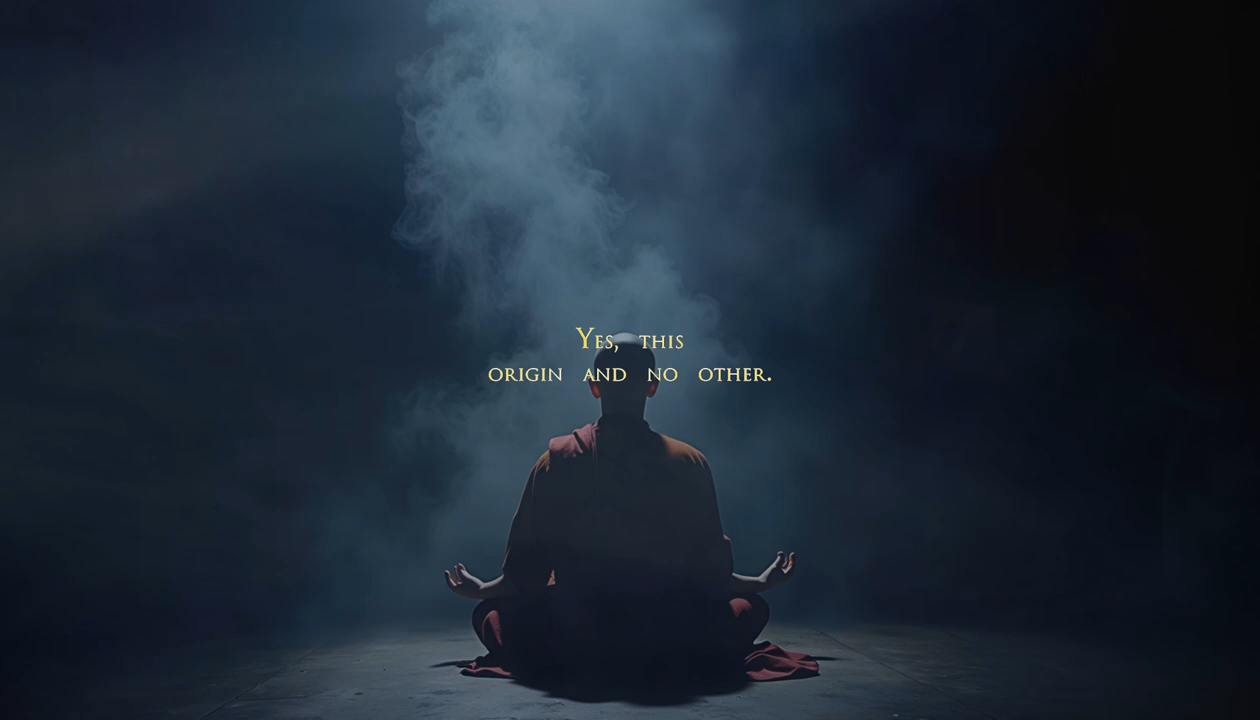 Yes, this
origin and no other.